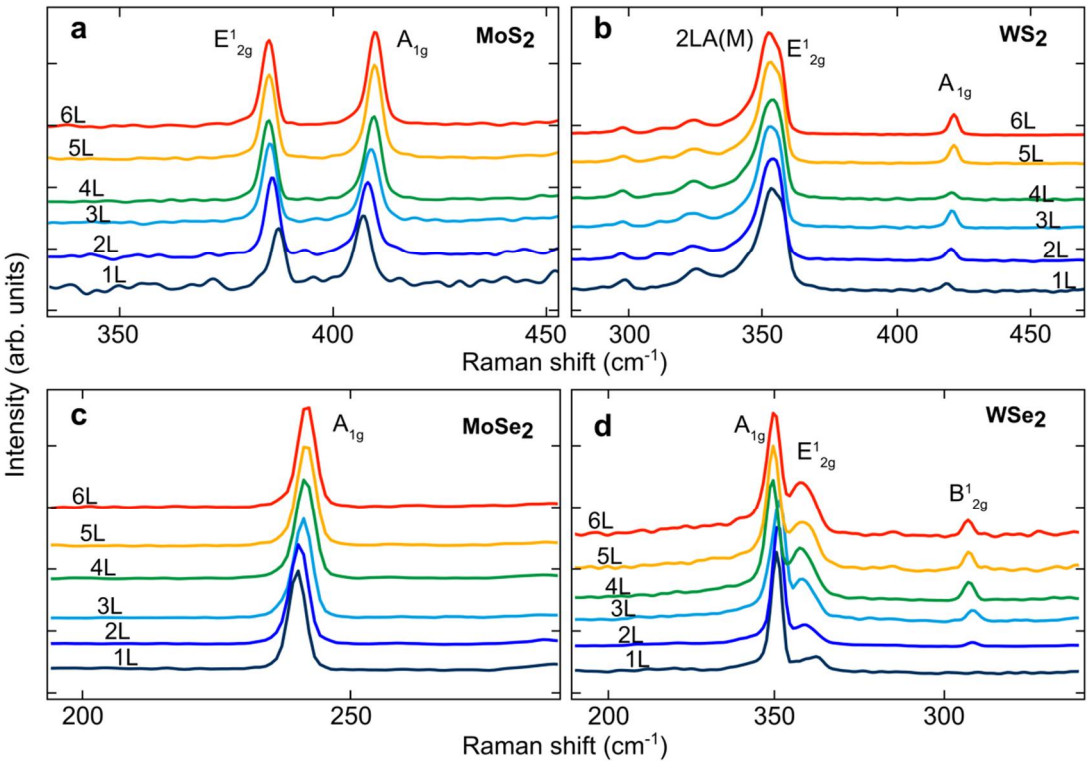 a
E¹₂g
A₁g
MoS₂
6L
5L
4L
3L
2L
1L
350
400
450
b
2LA(M)
E¹₂g
A₁g
WS₂
6L
5L
4L
3L
2L
1L
300
350
400
450
Raman shift (cm⁻¹)
Intensity (arb. units)
c
A₁g
MoSe₂
6L
5L
4L
3L
2L
1L
200
250
d
A₁g
E¹₂g
B¹₂g
WSe₂
6L
5L
4L
3L
2L
1L
200
350
300
Raman shift (cm⁻¹)